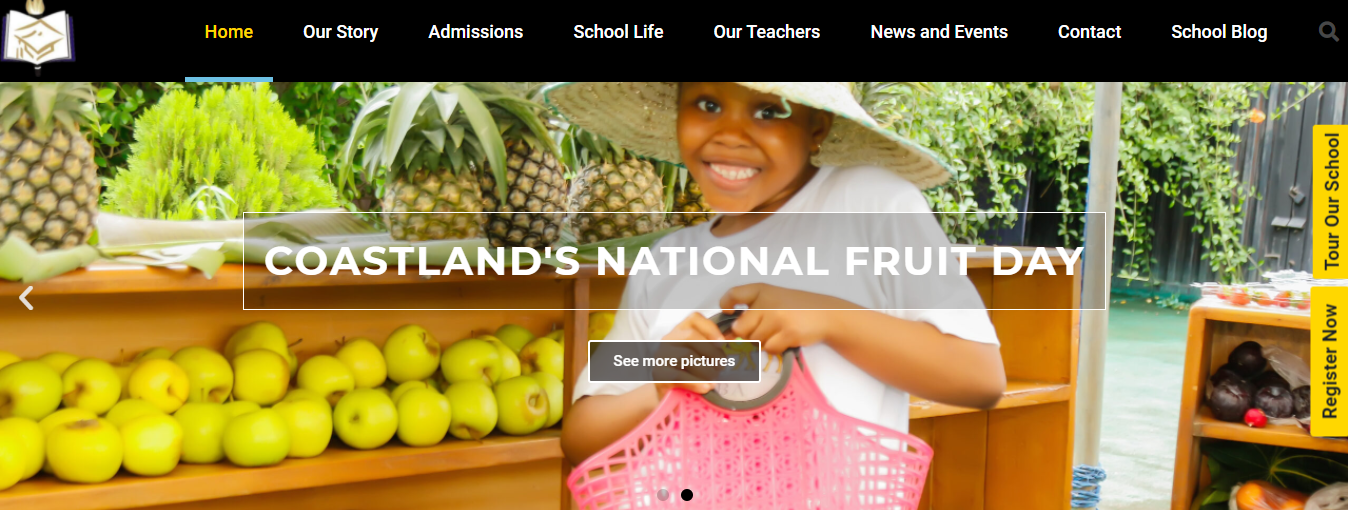 Home
Our Story
Admissions
School Life
Our Teachers
News and Events
Contact
School Blog
Tour Our School
COASTLAND'S NATIONAL FRUIT DAY
Register Now
See more pictures